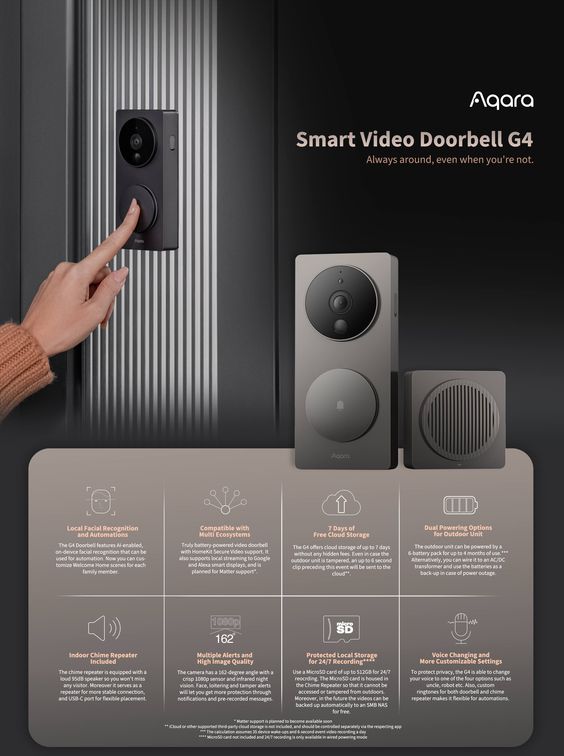 Aqara
Smart Video Doorbell G4
Always around, even when you're not.
Aqara
Aqara
Local Facial Recognition
and Automations
The G4 Doorbell features AI-enabled,
on-deivce facial recognition that can be
used for automation. Now you can cus-
tomize Welcome Home scenes for each
family member.
Compatible with
Multi Ecosystems
Truly battery-powered video doorbell
with HomeKit Secure Video support. It
also supports local streaming to Google
and Alexa smart displays, and is
planned for Matter support*.
7 Days of
Free Cloud Storage
The G4 offers cloud storage of up to 7 days
without any hidden fees. Even in case the
outdoor unit is tampered, an up to 6 second
clip preceding this event will be sent to the
cloud**
Dual Powering Options
for Outdoor Unit
The outdoor unit can be powered by a
6-battery pack for up to 4 months of use.***
Alternatively, you can wire it to an AC/DC
transformer and use the batteries as a
back-up in case of power outage.
Indoor Chime Repeater
Included
The chime repeater is equipped with a
loud 95dB speaker so you won't miss
any visitor. Moreover it serves as a
repeater for more stable connection,
and USB-C port for flexible placement.
1080p
162°
Multiple Alerts and
High Image Quality
The camera has a 162-degree angle with a
crisp 1080p sensor and infrared night
vision. Face, loitering and tamper alerts
will let you get more protection through
notifications and pre-recorded messages.
micro
SD
Protected Local Storage
for 24/7 Recording****
Use a MicroSD card of up to 512GB for 24/7
recording. The MicroSD card is housed
in the Chime Repeater so that it cannot be
accessed or tampered from outdoors.
Moreover, in the future the videos can be
backed up automatically to an SMB NAS
for free.
Voice Changing and
More Customizable Settings
To protect privacy, the G4 is able to change
your voice to one of the four options such as
uncle, robot etc. Also, custom
ringtones for both doorbell and chime
repeater makes it flexible for automation.
* Matter support is planned to become available soon
** iCloud or other supported third-party cloud storage is not included, and should be controlled separately via the respective app
*** The calculation assumes 35 device wake-ups and 6-second event video recording a day
**** MicroSD card not included and 24/7 recording is only available in wired powering mode